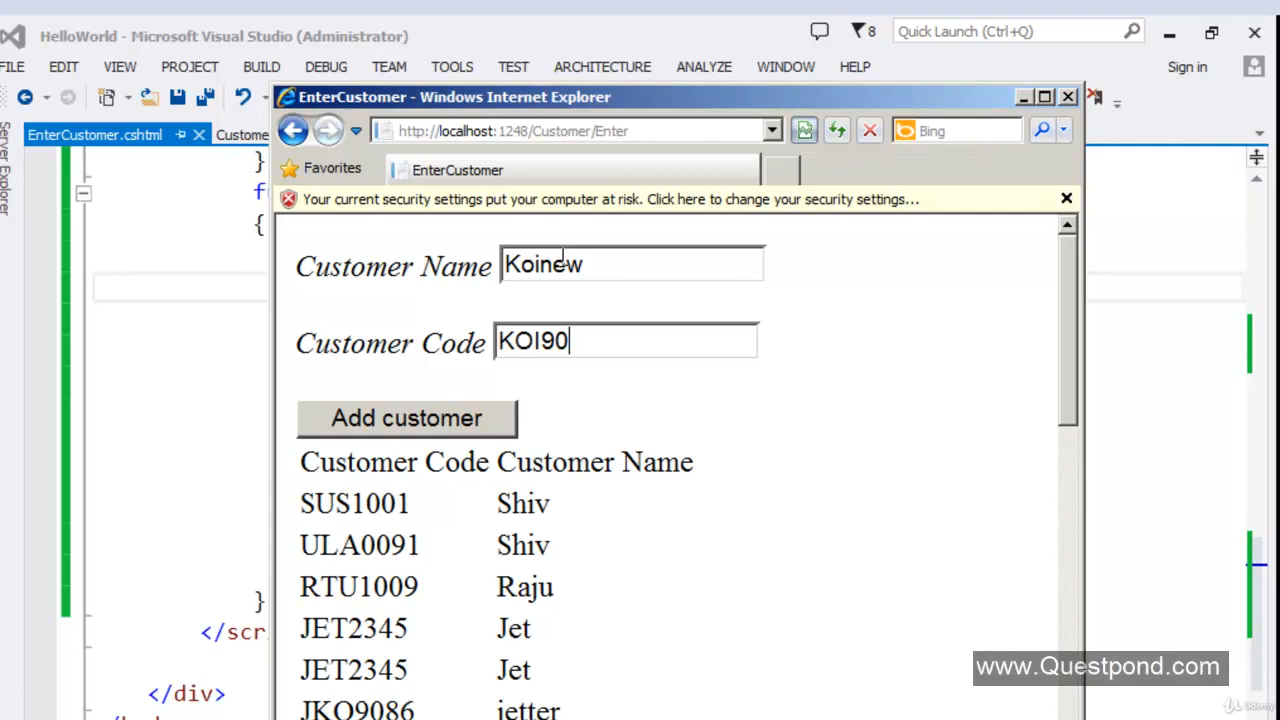 HelloWorld - Microsoft Visual Studio (Administrator)
8
Quick Launch (Ctrl+Q)
FILE EDIT VIEW PROJECT BUILD DEBUG TEAM TOOLS TEST ARCHITECTURE ANALYZE WINDOW HELP
Sign in
EnterCustomer - Windows Internet Explorer
EnterCustomer.cshtml
Custome
http://localhost:1248/Customer/Enter
Bing
Server Explorer
Favorites
EnterCustomer
Your current security settings put your computer at risk. Click here to change your security settings...
}
{
Customer Name Koinew
Customer Code KOI90
Add customer
Customer Code Customer Name
SUS1001 Shiv
ULA0091 Shiv
RTU1009 Raju
JET2345 Jet
JET2345 Jet
JKO9086 jetter
}
</scr
</div>
www.Questpond.com
Udemy